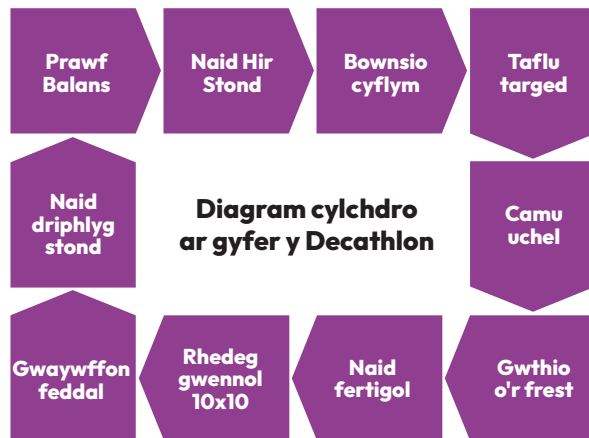 Prawf
Balans
Naid Hir
Stond
Bownsio
cyflym
Taflu
targed
Naid
driphlyg
stond
Diagram cylchdro
ar gyfer y Decathlon
Camu
uchel
Gwaywffon
feddal
Rhedeg
gwennol
10x10
Naid
fertigol
Gwthio
o'r frest